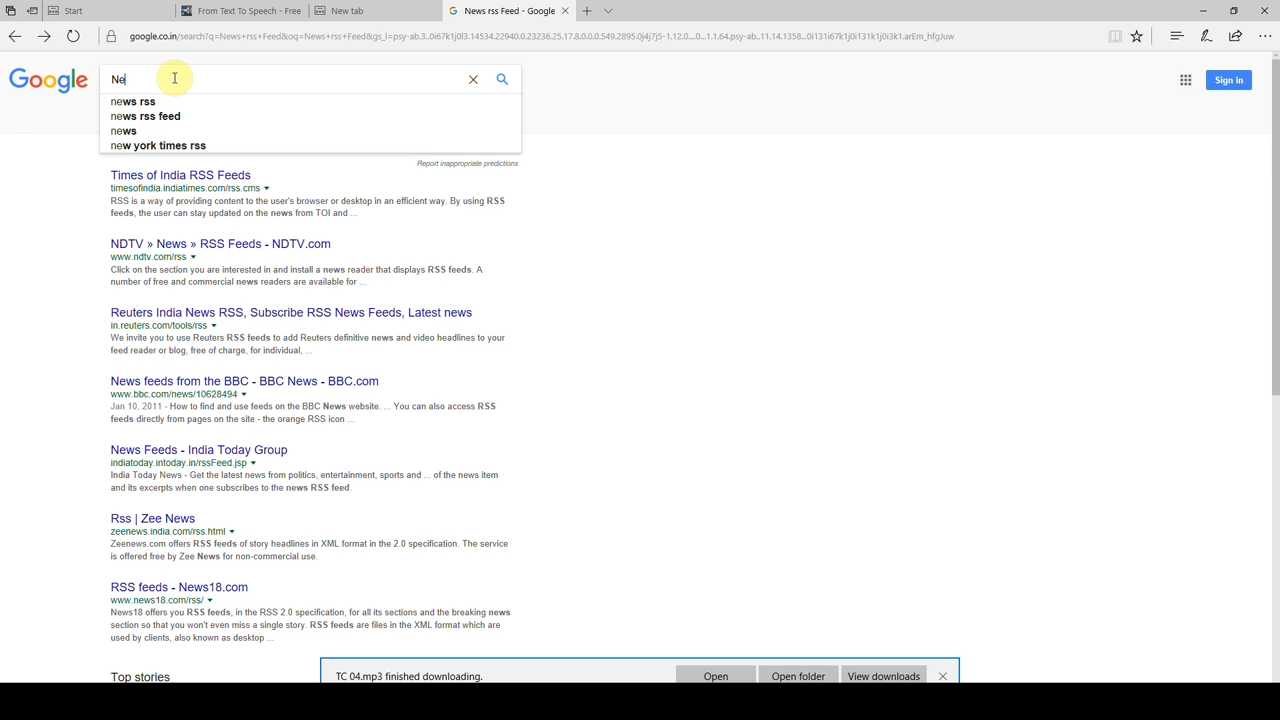 Start
From Text To Speech - Free
New tab
News rss Feed - Google
google.co.in/search?q=News+rss+Feed&oq=News+rss+Feed&gs_l=psy-ab.3..0i67k1j0l3.14534.22940.0.23236.25.17.8.0.0.0.549.2895.0j4j7j5-1.12.0....0...1.1.64.psy-ab..11.14.1358...0i131i67k1j0i131k1j0i3k1.arEm_hfgJuw
Google
Ne
Sign in
news rss
news rss feed
news
new york times rss
Report inappropriate predictions
Times of India RSS Feeds
timesofindia.indiatimes.com/rss.cms
RSS is a way of providing content to the user's browser or desktop in an efficient way. By using RSS
feeds, the user can stay updated on the news from TOI and ...
NDTV » News » RSS Feeds - NDTV.com
www.ndtv.com/rss
Click on the section you are interested in and install a news reader that displays RSS feeds. A
number of free and commercial news readers are available for ...
Reuters India News RSS, Subscribe RSS News Feeds, Latest news
in.reuters.com/tools/rss
We invite you to use Reuters RSS feeds to add Reuters definitive news and video headlines to your
feed reader or blog, free of charge, for individual, ...
News feeds from the BBC - BBC News - BBC.com
www.bbc.com/news/10628494
Jan 10, 2011 - How to find and use feeds on the BBC News website. ... You can also access RSS
feeds directly from pages on the site - the orange RSS icon ...
News Feeds - India Today Group
indiatoday.intoday.in/rssFeed.jsp
India Today News - Get the latest news from politics, entertainment, sports and ... of the news item
and its excerpts when one subscribes to the news RSS feed.
Rss | Zee News
zeenews.india.com/rss.html
Zeenews.com offers RSS feeds of story headlines in XML format in the 2.0 specification. The service
is offered free by Zee News for non-commercial use.
RSS feeds - News18.com
www.news18.com/rss/
News18 offers you RSS feeds, in the RSS 2.0 specification, for all its sections and the breaking news
section so that you won't even miss a single story. RSS feeds are files in the XML format which are
used by clients, also known as desktop ...
Top stories
TC 04.mp3 finished downloading.
Open
Open folder
View downloads